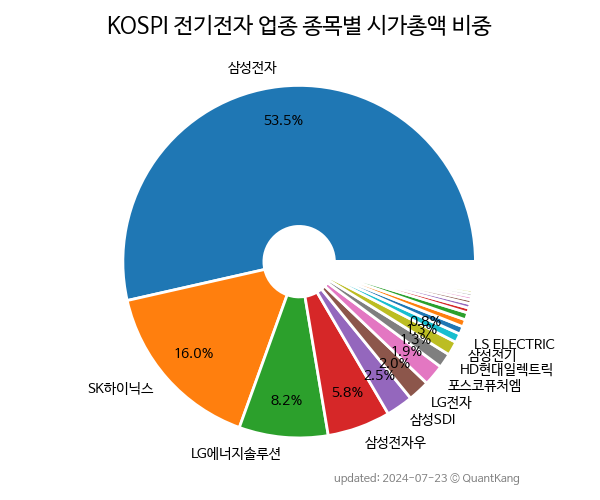 KOSPI 전기전자 업종 종목별 시가총액 비중
삼성전자
53.5%
16.0%
SK하이닉스
8.2%
LG에너지솔루션
5.8%
삼성전자우
2.5%
삼성SDI
2.0%
LG전자
1.9%
포스코퓨처엠
1.3%
HD현대일렉트릭
1.3%
삼성전기
0.8%
LS ELECTRIC
updated: 2024-07-23 © QuantKang